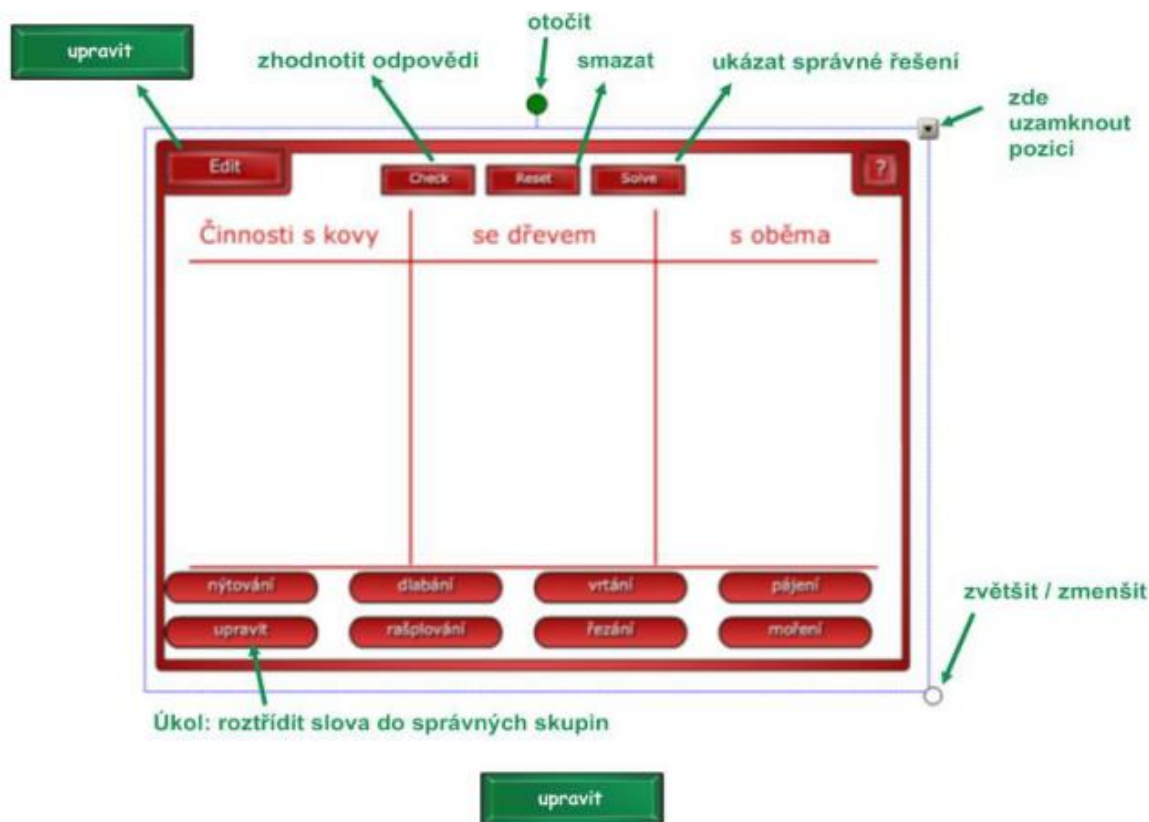 otočit
upravit
zhodnotit odpovědi
smazat
ukázat správné řešení
zde
uzamknout
pozici
Edit
Check
Reset
Solve
?
Činnosti s kovy
se dřevem
s oběma
nýtování
dlabání
vrtání
pájení
upravit
rašplování
řezání
moření
zvětšit / zmenšit
Úkol: roztřídit slova do správných skupin
upravit